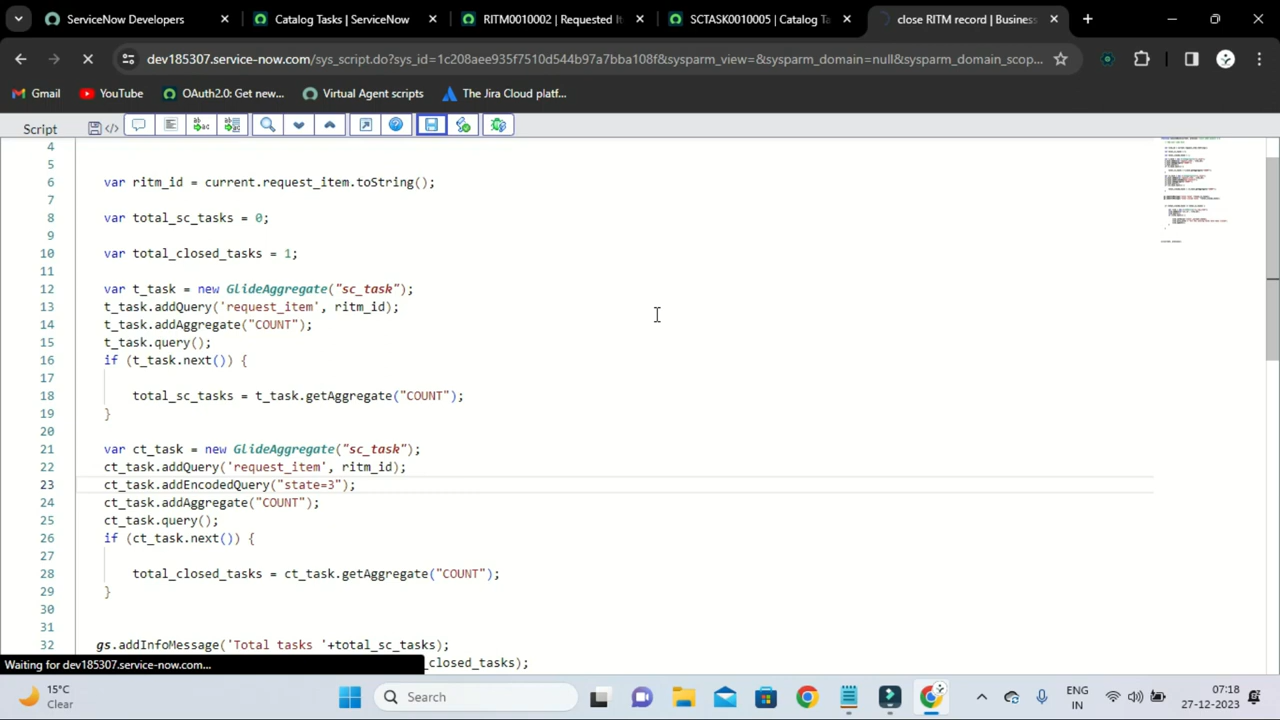 ServiceNow Developers
Catalog Tasks | ServiceNow
RITM0010002 | Requested It
SCTASK0010005 | Catalog Ta
close RITM record | Business
dev185307.service-now.com/sys_script.do?sys_id=1c208aec935f7510d544b97a7bba108f&sysparm_view=&sysparm_domain=null&sysparm_domain_scop...
Gmail
YouTube
OAuth2.0: Get new...
Virtual Agent scripts
The Jira Cloud platf...
Script
4
5
6 var ritm_id = current.request_item.toString();
7
8 var total_sc_tasks = 0;
9
10 var total_closed_tasks = 1;
11
12 var t_task = new GlideAggregate("sc_task");
13 t_task.addQuery('request_item', ritm_id);
14 t_task.addAggregate("COUNT");
15 t_task.query();
16 if (t_task.next()) {
17
18 total_sc_tasks = t_task.getAggregate("COUNT");
19 }
20
21 var ct_task = new GlideAggregate("sc_task");
22 ct_task.addQuery('request_item', ritm_id);
23 ct_task.addEncodedQuery("state=3");
24 ct_task.addAggregate("COUNT");
25 ct_task.query();
26 if (ct_task.next()) {
27
28 total_closed_tasks = ct_task.getAggregate("COUNT");
29 }
30
31
32 gs.addInfoMessage('Total tasks '+total_sc_tasks);
_closed_tasks);
Waiting for dev185307.service-now.com...
15°C
Clear
Search
ENG
IN
07:18
27-12-2023